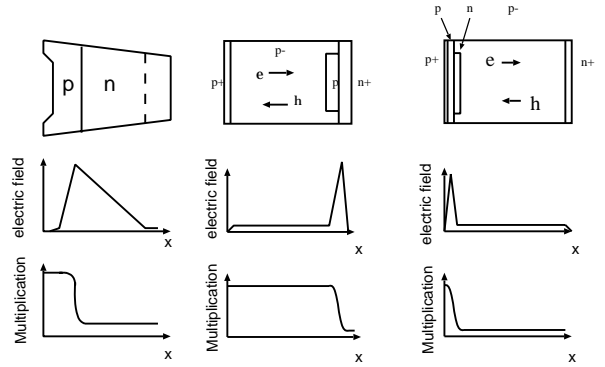 p n p-
p n
p+ p- e h p n+
p+ e h n+
electric field x
electric field x
electric field x
Multiplication x
Multiplication x
Multiplication x